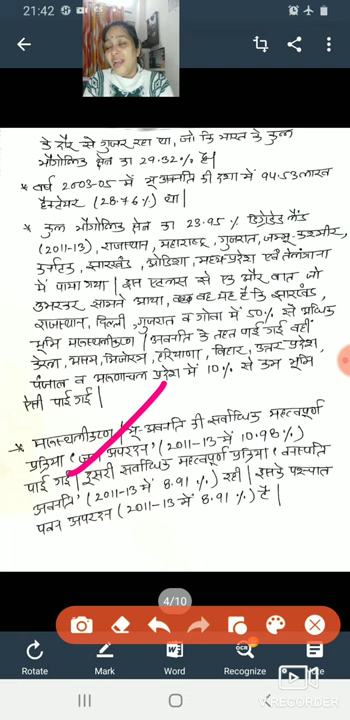 21:42
के दौर से गुजर रहा था, जो कि भारत के कुल
भौगोलिक क्षेत्र का 29.32% है|
* वर्ष 2003-05 में भू अवनति की दशा में 94.53 लाख
हैक्टेयर (28.76%) था|
* कुल भौगोलिक क्षेत्र का 23.95 % डिग्रेडेड लैंड
(2011-13), राजस्थान, महाराष्ट्र, गुजरात, जम्मू-कश्मीर,
कर्नाटक, झारखंड, ओडिशा, मध्य प्रदेश एवं तेलंगाना
में पाया गया| इस एटलस से एक और बात जो
उभरकर सामने आयी, वह यह है कि झारखंड,
राजस्थान, दिल्ली, गुजरात व गोवा में 50% से अधिक
भूमि मरुस्थलीकरण / अवनति के तहत पाई गई वहीं
केरल, असम, मिजोरम, हरियाणा, बिहार, उत्तर प्रदेश,
पंजाब व अरूणाचल प्रदेश में 10% से कम भूमि
ऐसी पाई गई|
* मरुस्थलीकरण / भू-अवनति की सर्वाधिक महत्वपूर्ण
प्रक्रिया 'जल अपरदन' (2011-13 में 10.98%)
पाई गई| दूसरी सर्वाधिक महत्वपूर्ण प्रक्रिया 'वनस्पति
अवनति' (2011-13 में 8.91 %) रही| इसके पश्चात
पवन अपरदन (2011-13 में 8.91 %) है|
4/10
Rotate
Mark
Word
Recognize
OCR
V RECORDER